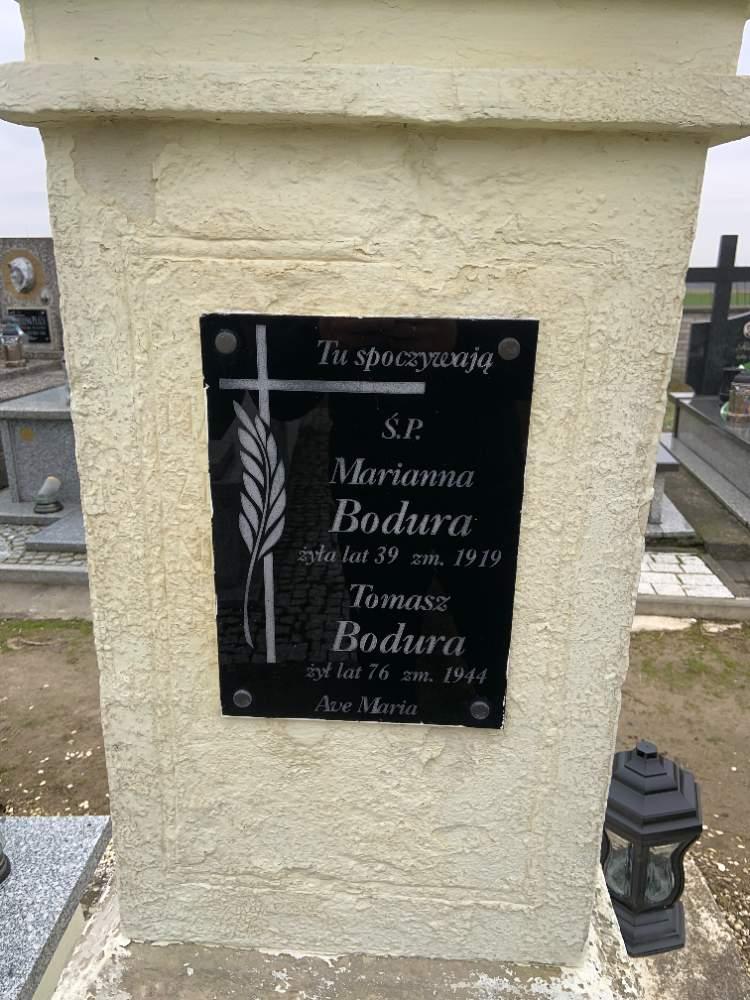 Tu spoczywają
Ś.P.
Marianna
Bodura
żyła lat 39 zm. 1919
Tomasz
Bodura
żył lat 76 zm. 1944
Ave Maria